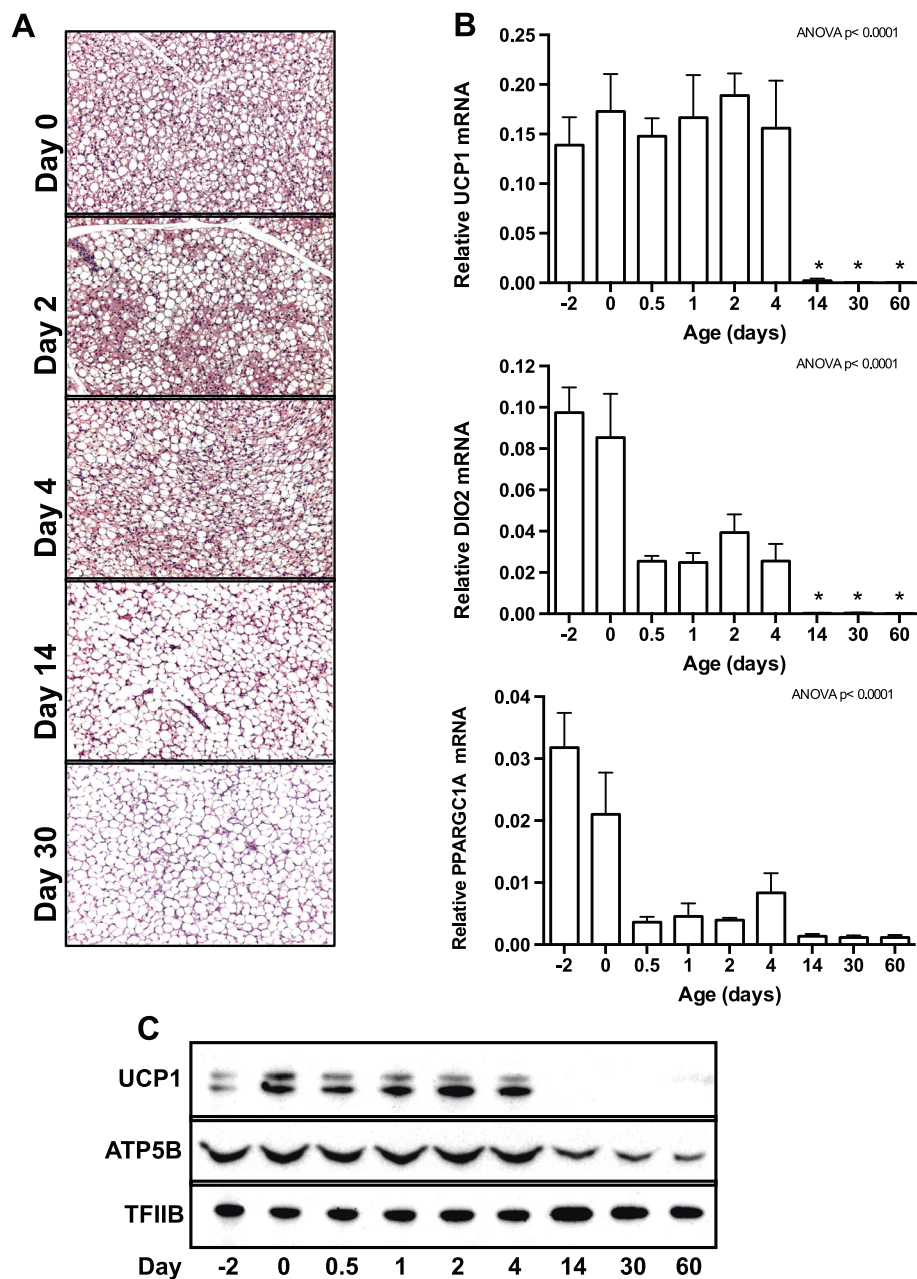 A
Day 0
Day 2
Day 4
Day 14
Day 30
B
ANOVA p< 0.0001
Relative UCP1 mRNA
0.25
0.20
0.15
0.10
0.05
0.00
* * *
-2 0 0.5 1 2 4 14 30 60
Age (days)
ANOVA p< 0.0001
Relative DIO2 mRNA
0.12
0.10
0.08
0.06
0.04
0.02
0.00
* * *
-2 0 0.5 1 2 4 14 30 60
Age (days)
ANOVA p< 0.0001
Relative PPARGC1A mRNA
0.04
0.03
0.02
0.01
0.00
-2 0 0.5 1 2 4 14 30 60
Age (days)
C
UCP1
ATP5B
TFIIB
Day -2 0 0.5 1 2 4 14 30 60